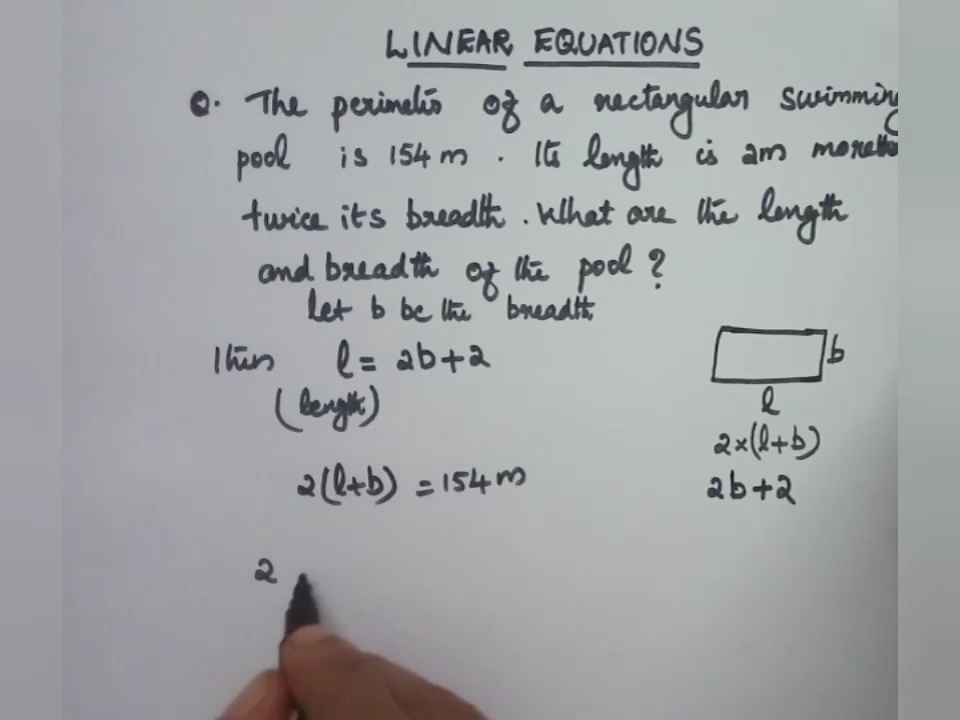 LINEAR EQUATIONS
Q. The perimeter of a rectangular swimming
pool is 154 m. Its length is 2m more than
twice its breadth. What are the length
and breadth of the pool?
let b be the breadth
Then l = 2b+2
(length)
b
l
2×(l+b)
2(l+b) = 154 m
2b+2
2